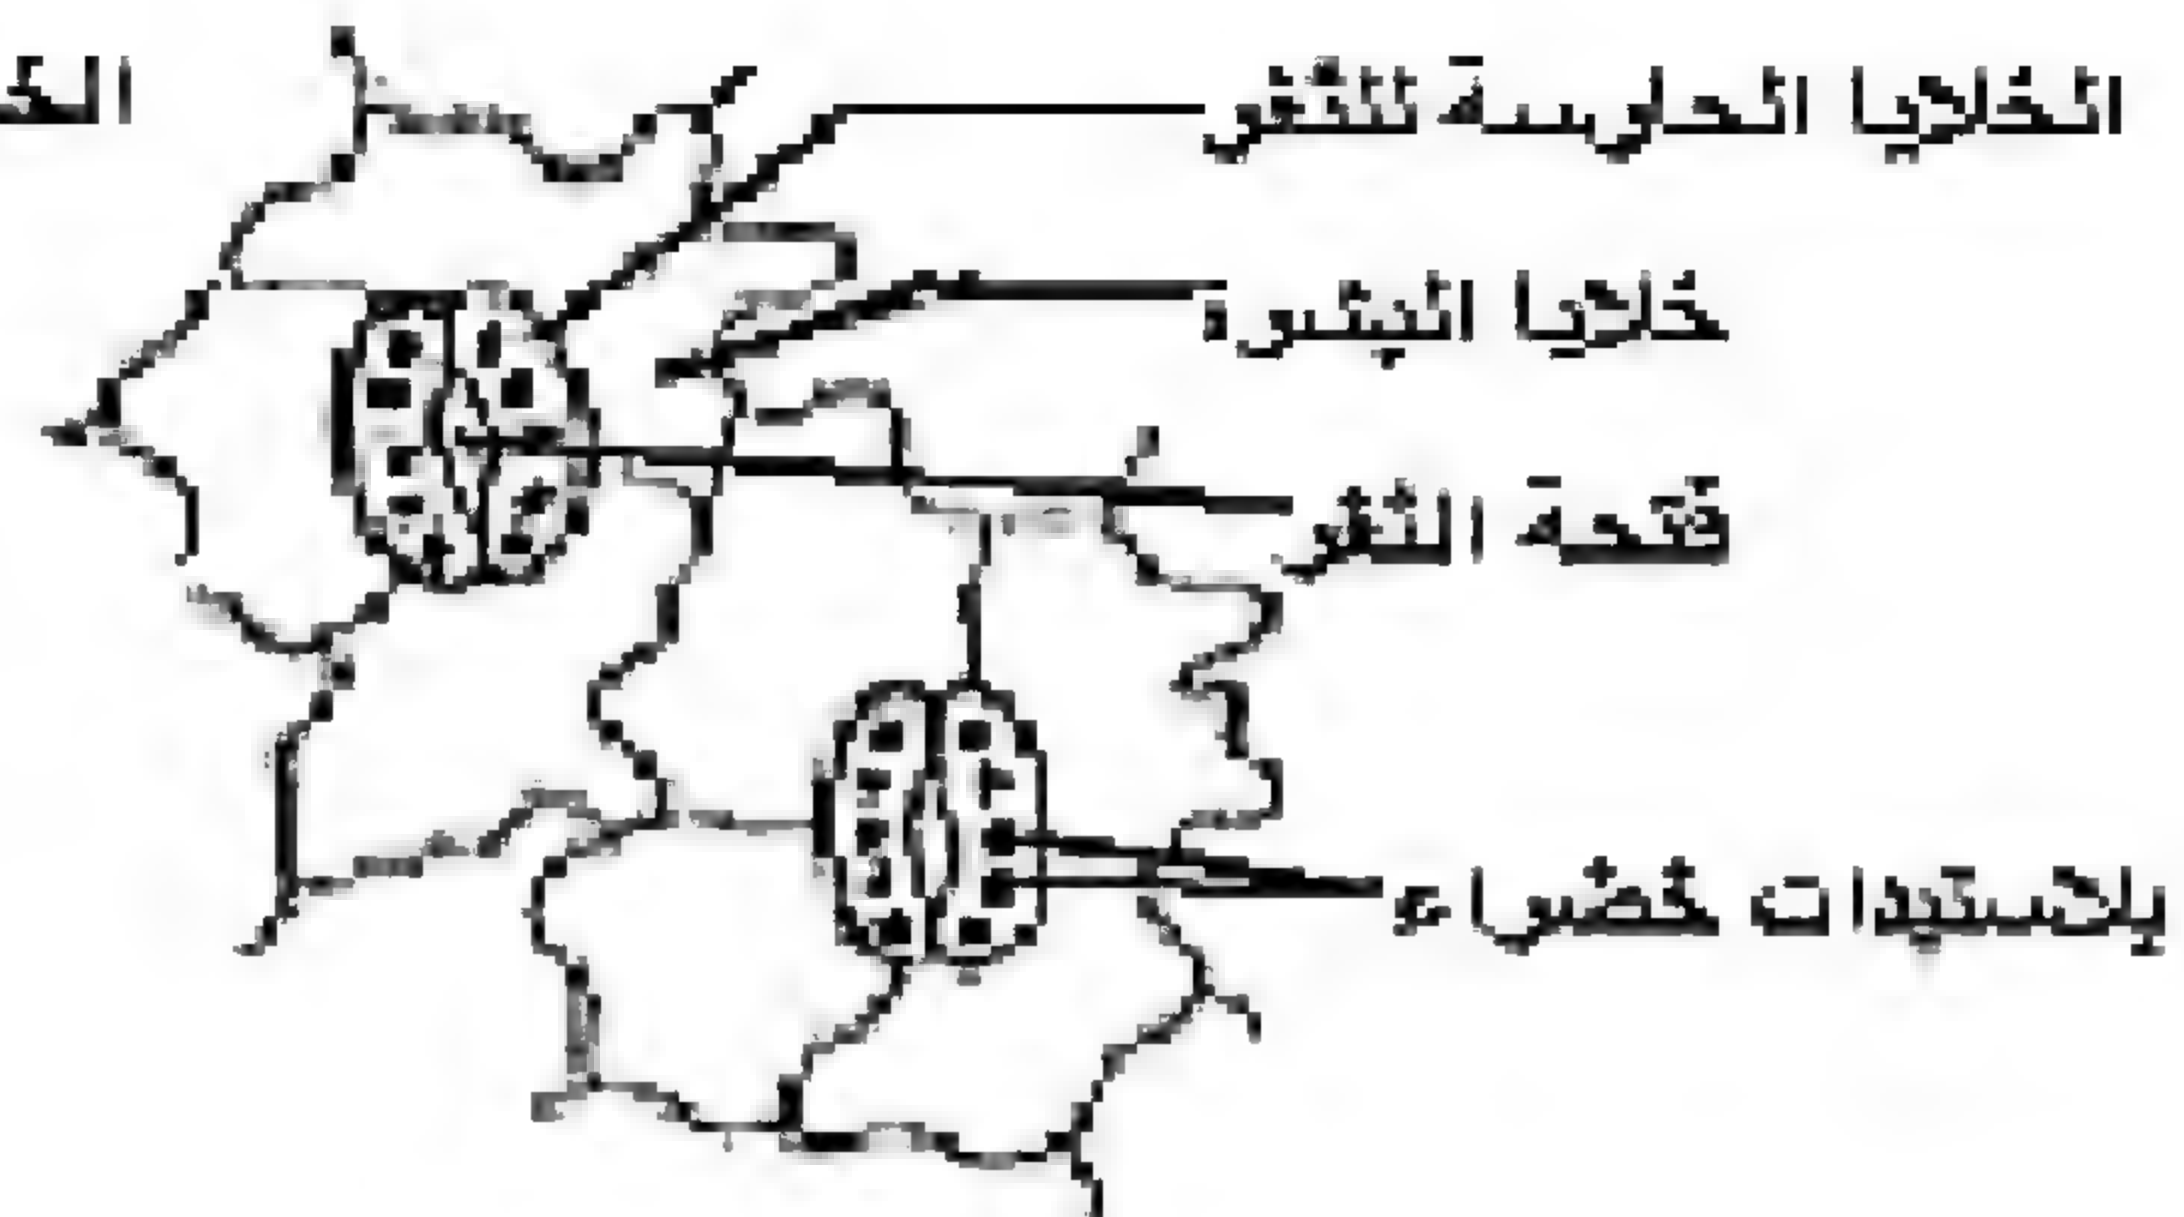 الخلايا الحارسة للثغر
خلايا البشرة
فتحة الثغر
بلاستيدات خضراء